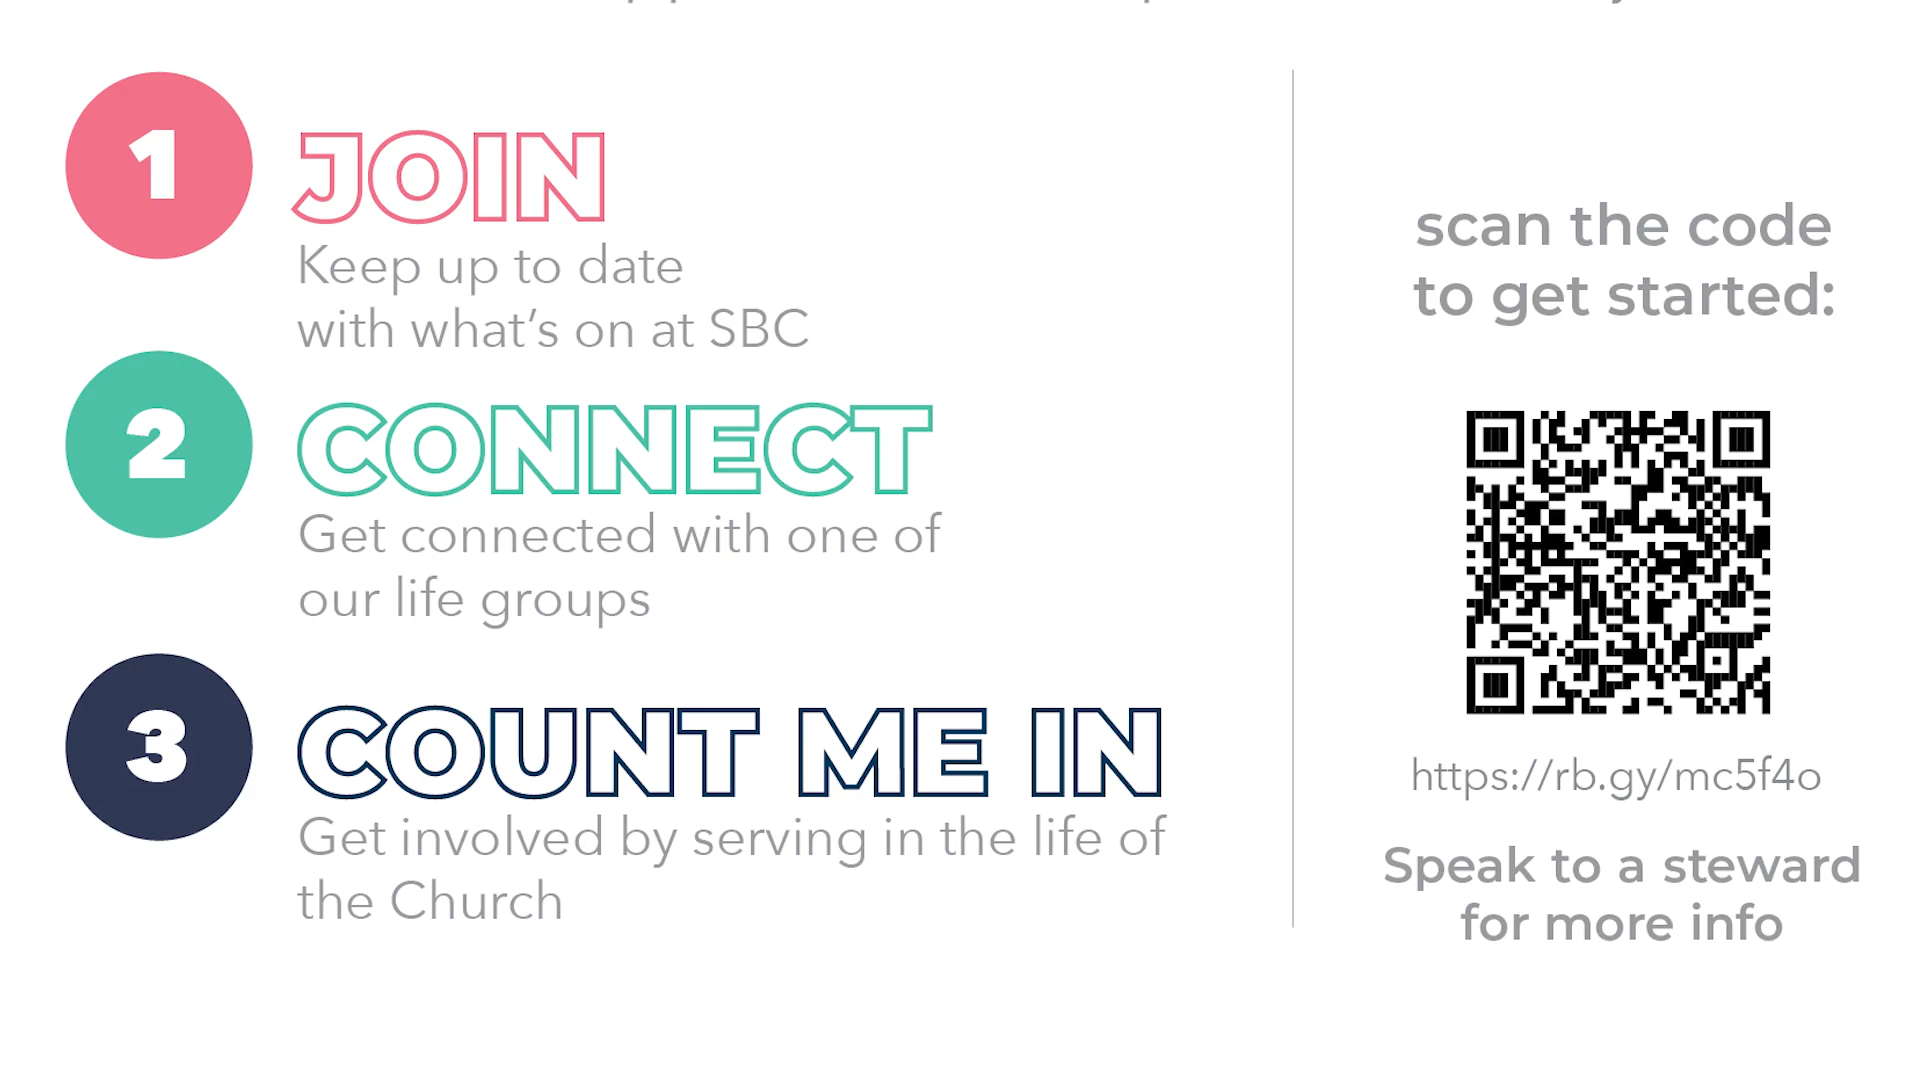 1
JOIN
Keep up to date
with what's on at SBC
2
CONNECT
Get connected with one of
our life groups
3
COUNT ME IN
Get involved by serving in the life of
the Church
scan the code
to get started:
https://rb.gy/mc5f4o
Speak to a steward
for more info